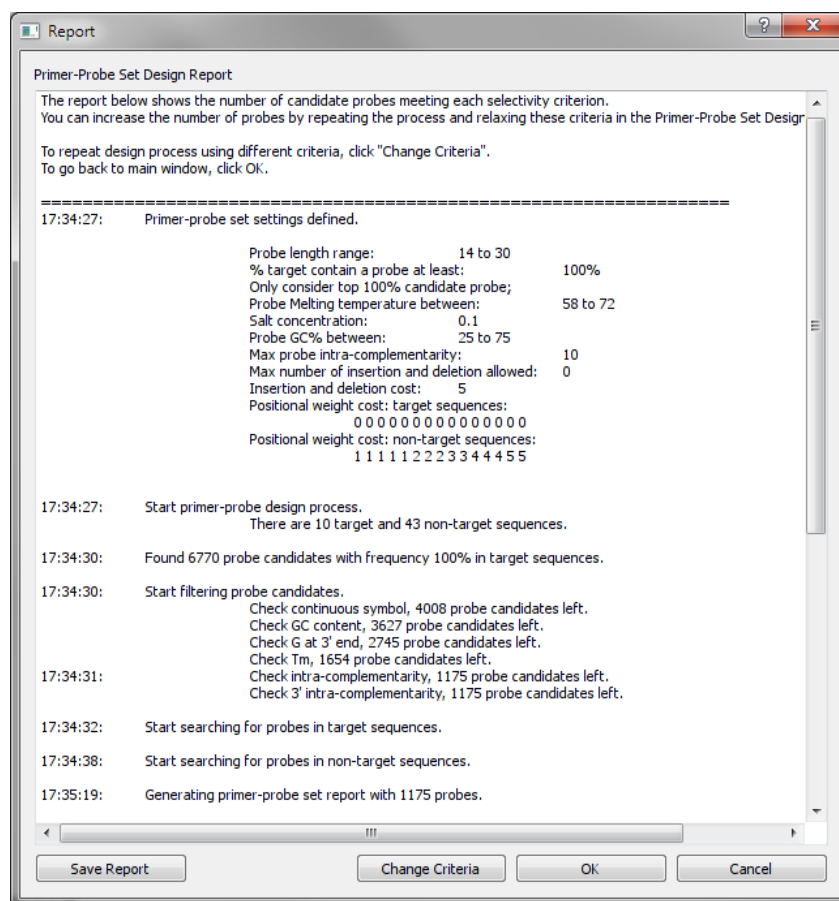 Report
Primer-Probe Set Design Report
The report below shows the number of candidate probes meeting each selectivity criterion.
You can increase the number of probes by repeating the process and relaxing these criteria in the Primer-Probe Set Design
To repeat design process using different criteria, click "Change Criteria".
To go back to main window, click OK.
======================================================================
17:34:27: Primer-probe set settings defined.
Probe length range: 14 to 30
% target contain a probe at least: 100%
Only consider top 100% candidate probe;
Probe Melting temperature between: 58 to 72
Salt concentration: 0.1
Probe GC% between: 25 to 75
Max probe intra-complementarity: 10
Max number of insertion and deletion allowed: 0
Insertion and deletion cost: 5
Positional weight cost: target sequences:
0 0 0 0 0 0 0 0 0 0 0 0 0 0 0
Positional weight cost: non-target sequences:
1 1 1 1 1 2 2 2 3 3 4 4 4 5 5
17:34:27: Start primer-probe design process.
There are 10 target and 43 non-target sequences.
17:34:30: Found 6770 probe candidates with frequency 100% in target sequences.
17:34:30: Start filtering probe candidates.
Check continuous symbol, 4008 probe candidates left.
Check GC content, 3627 probe candidates left.
Check G at 3' end, 2745 probe candidates left.
Check Tm, 1654 probe candidates left.
17:34:31: Check intra-complementarity, 1175 probe candidates left.
Check 3' intra-complementarity, 1175 probe candidates left.
17:34:32: Start searching for probes in target sequences.
17:34:38: Start searching for probes in non-target sequences.
17:35:19: Generating primer-probe set report with 1175 probes.
Save Report Change Criteria OK Cancel